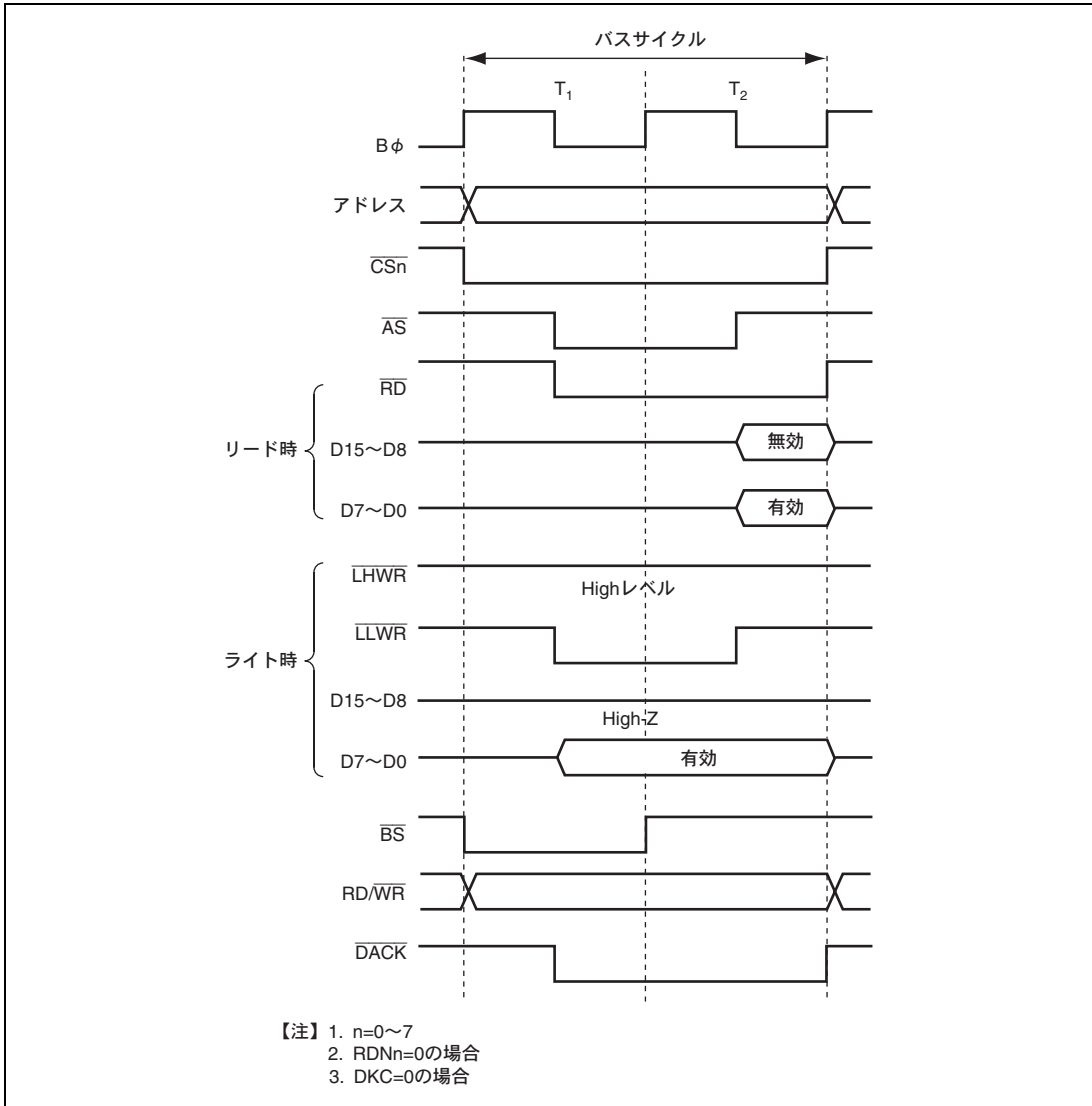 バスサイクル
T1 T2
Bφ
アドレス
CSn
AS
RD
リード時 D15～D8 無効
D7～D0 有効
LHWR
Highレベル
LLWR
ライト時
D15～D8
High-Z
D7～D0 有効
BS
RD/WR
DACK
【注】 1. n=0～7
2. RDNn=0の場合
3. DKC=0の場合